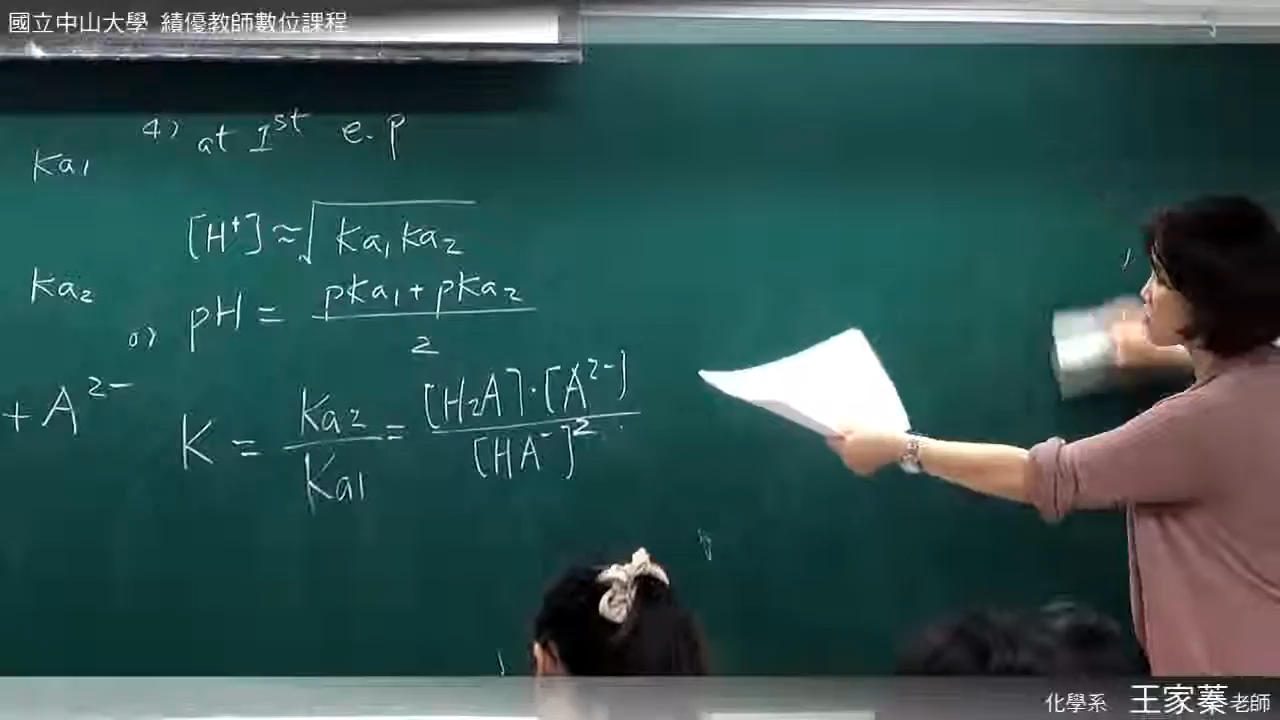 國立中山大學 績優教師數位課程
4) at 1st e.p
Ka1
[H⁺] ≈ √Ka1Ka2
Ka2
or) pH = (pKa1 + pKa2) / 2
+ A²⁻
K = Ka2 / Ka1 = [H2A]·[A²⁻] / [HA⁻]²
化學系 王家蓁老師